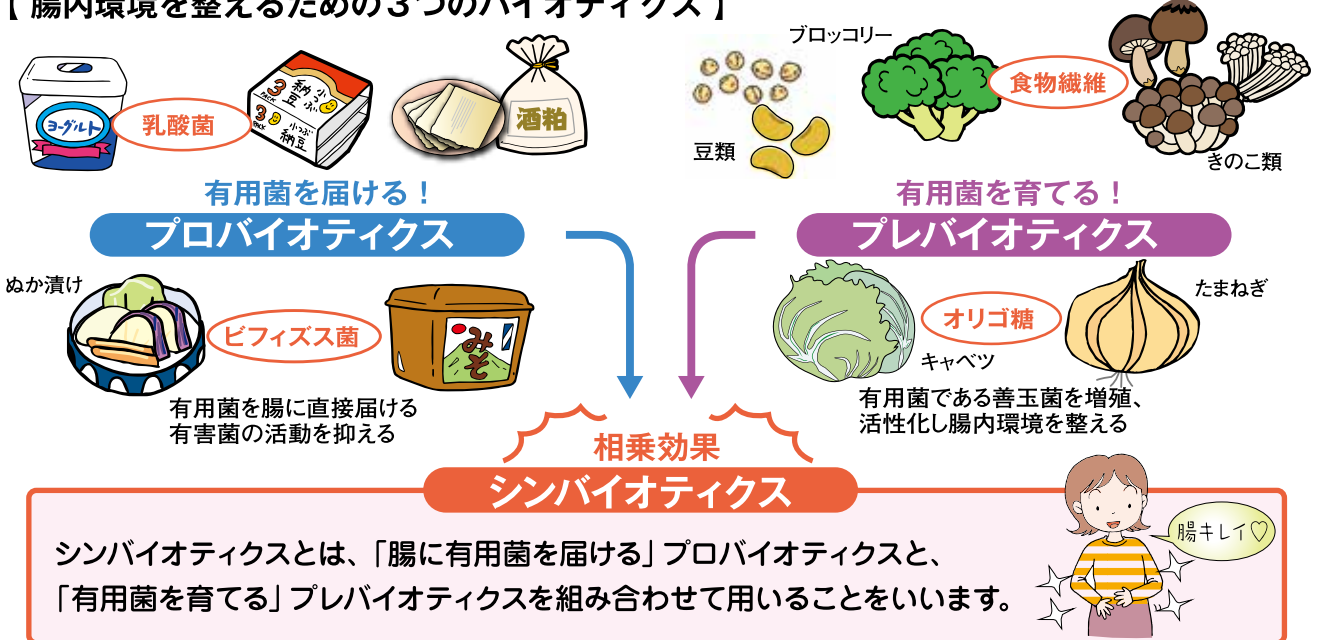 【 腸内環境を整えるための３つのバイオティクス 】
ヨーグルト
乳酸菌
3 PACK 納豆 小つぶ
3 PACK 小つぶ 納豆
酒粕
有用菌を届ける！
プロバイオティクス
ぬか漬け
ビフィズス菌
みそ
有用菌を腸に直接届ける
有害菌の活動を抑える
豆類
ブロッコリー
食物繊維
きのこ類
有用菌を育てる！
プレバイオティクス
キャベツ
オリゴ糖
たまねぎ
有用菌である善玉菌を増殖、
活性化し腸内環境を整える
相乗効果
シンバイオティクス
シンバイオティクスとは、「腸に有用菌を届ける」プロバイオティクスと、
「有用菌を育てる」プレバイオティクスを組み合わせて用いることをいいます。
腸キレイ♡